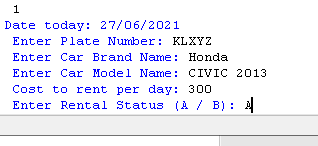 1
Date today: 27/06/2021
Enter Plate Number: KLXYZ
Enter Car Brand Name: Honda
Enter Car Model Name: CIVIC 2013
Cost to rent per day: 300
Enter Rental Status (A / B): A